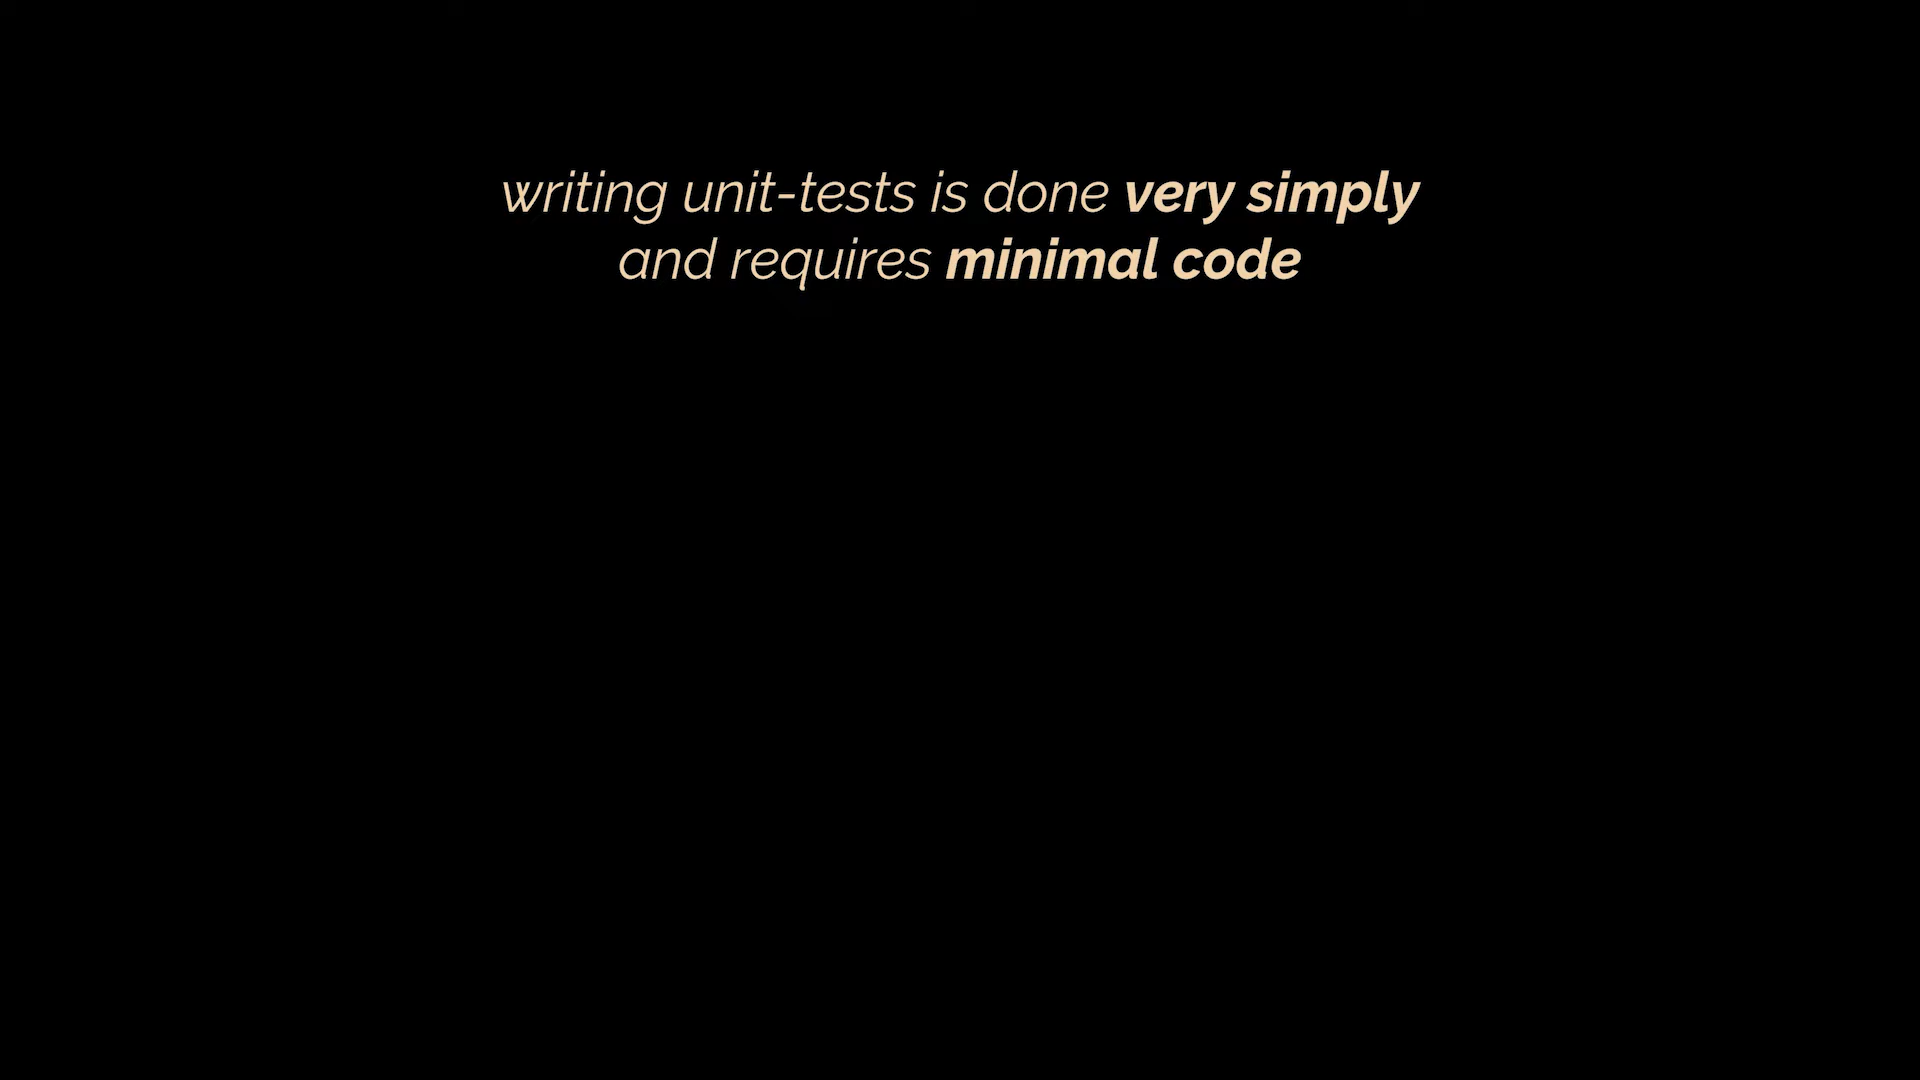 writing unit-tests is done very simply
and requires minimal code